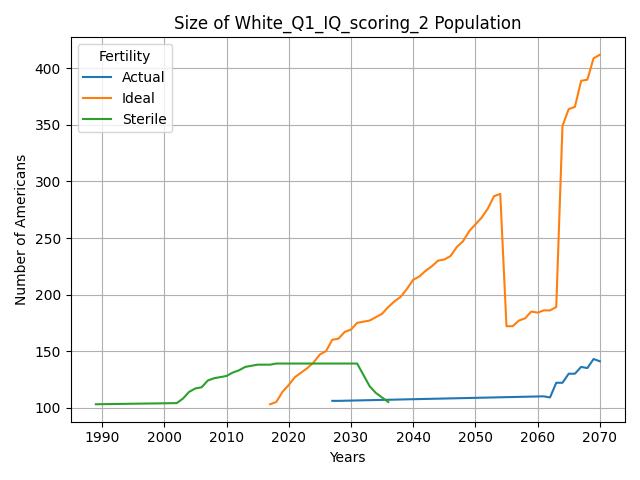 Size of White_Q1_IQ_scoring_2 Population
Fertility
Actual
Ideal
Sterile
Number of Americans
400
350
300
250
200
150
100
1990 2000 2010 2020 2030 2040 2050 2060 2070
Years